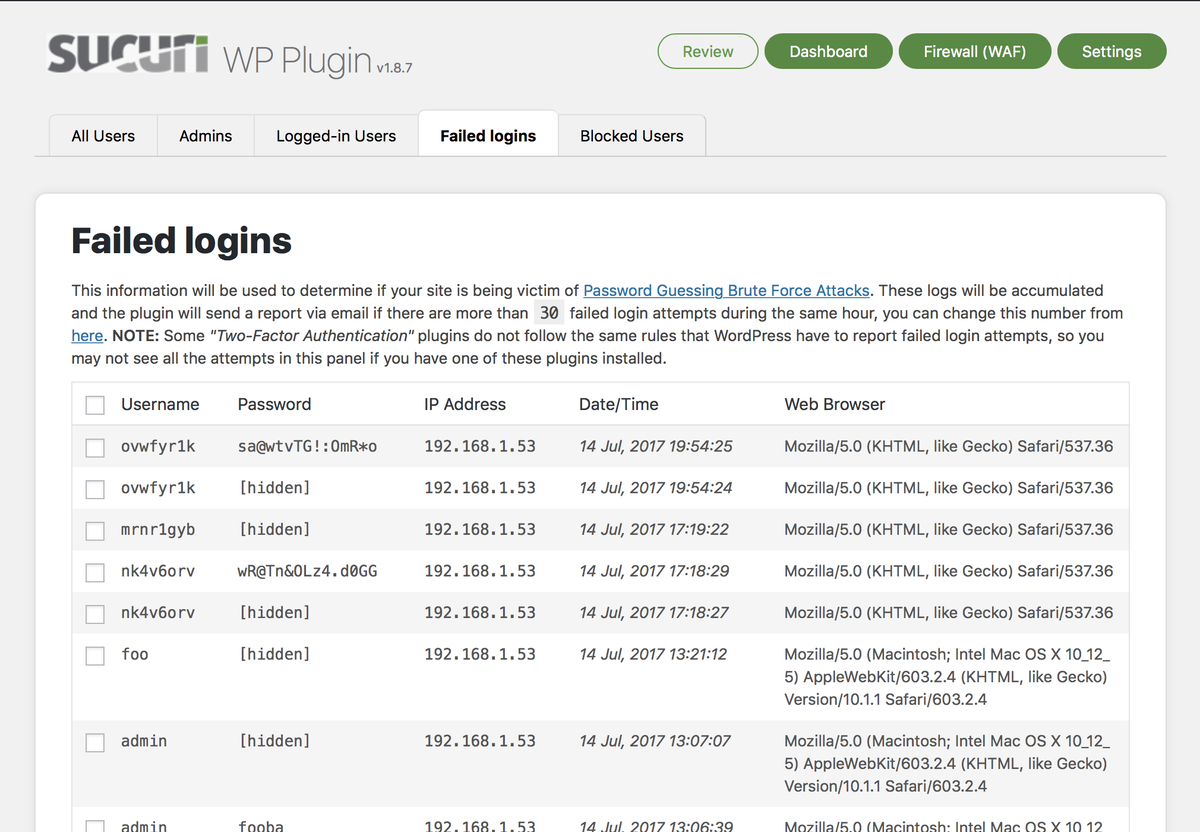 SUCURI WP Plugin v1.8.7
Review Dashboard Firewall (WAF) Settings
All Users Admins Logged-in Users Failed logins Blocked Users
Failed logins
This information will be used to determine if your site is being victim of Password Guessing Brute Force Attacks. These logs will be accumulated
and the plugin will send a report via email if there are more than 30 failed login attempts during the same hour, you can change this number from
here. NOTE: Some "Two-Factor Authentication" plugins do not follow the same rules that WordPress have to report failed login attempts, so you
may not see all the attempts in this panel if you have one of these plugins installed.
Username Password IP Address Date/Time Web Browser
ovwfyr1k sa@wtvTG!:OmR*o 192.168.1.53 14 Jul, 2017 19:54:25 Mozilla/5.0 (KHTML, like Gecko) Safari/537.36
ovwfyr1k [hidden] 192.168.1.53 14 Jul, 2017 19:54:24 Mozilla/5.0 (KHTML, like Gecko) Safari/537.36
mrnr1gyb [hidden] 192.168.1.53 14 Jul, 2017 17:19:22 Mozilla/5.0 (KHTML, like Gecko) Safari/537.36
nk4v6orv wR@Tn&OLz4.d0GG 192.168.1.53 14 Jul, 2017 17:18:29 Mozilla/5.0 (KHTML, like Gecko) Safari/537.36
nk4v6orv [hidden] 192.168.1.53 14 Jul, 2017 17:18:27 Mozilla/5.0 (KHTML, like Gecko) Safari/537.36
foo [hidden] 192.168.1.53 14 Jul, 2017 13:21:12 Mozilla/5.0 (Macintosh; Intel Mac OS X 10_12_
5) AppleWebKit/603.2.4 (KHTML, like Gecko)
Version/10.1.1 Safari/603.2.4
admin [hidden] 192.168.1.53 14 Jul, 2017 13:07:07 Mozilla/5.0 (Macintosh; Intel Mac OS X 10_12_
5) AppleWebKit/603.2.4 (KHTML, like Gecko)
Version/10.1.1 Safari/603.2.4
admin fooba 192.168.1.53 14 Jul, 2017 13:06:39 Mozilla/5.0 (Macintosh; Intel Mac OS X 10_12_